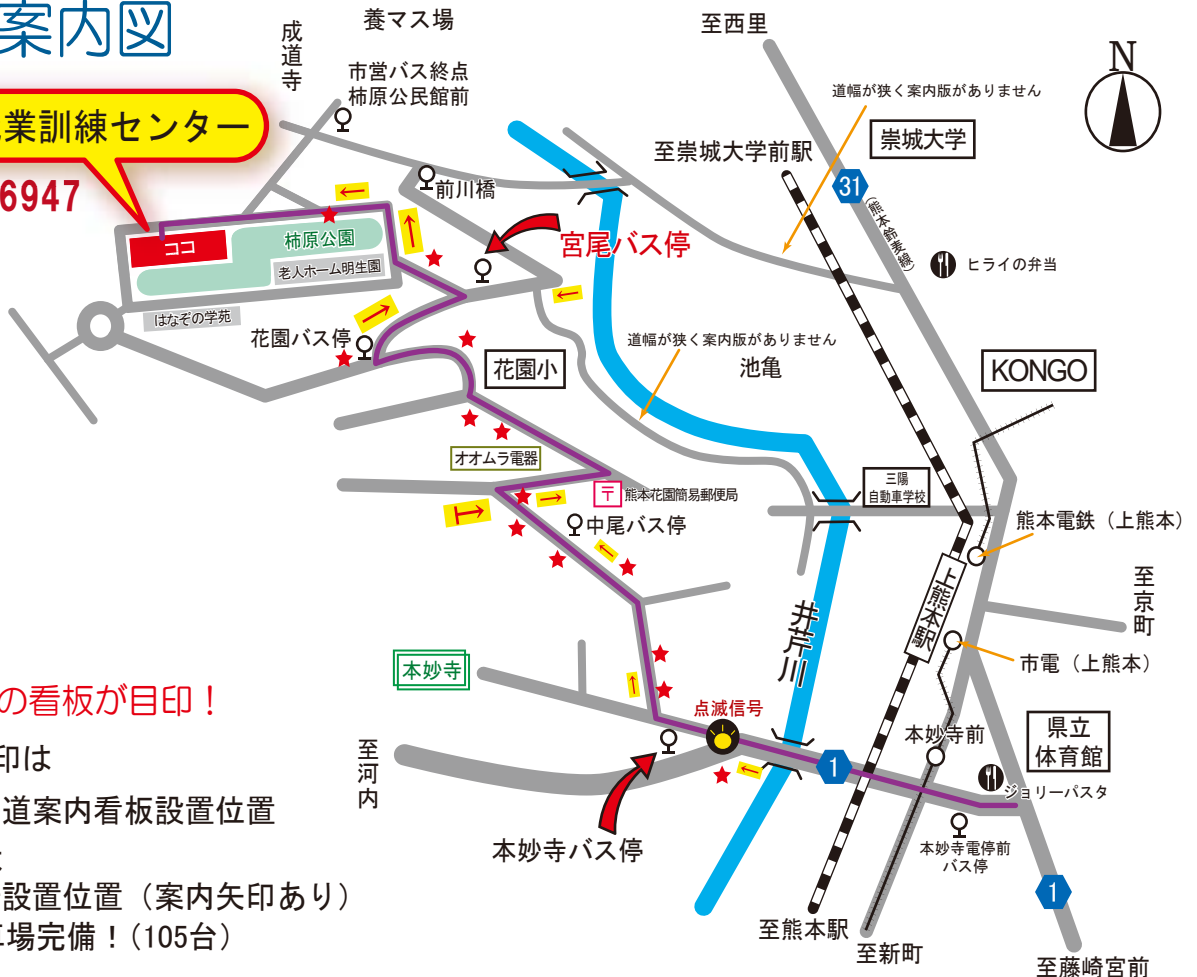 案内図
成道寺
養マス場
市営バス終点
柿原公民館前
至西里
道幅が狭く案内版がありません
N
崇城大学
至崇城大学前駅
31
(熊本鈴麦線)
業訓練センター
6947
前川橋
宮尾バス停
ココ
柿原公園
老人ホーム明生園
はなぞの学苑
花園バス停
ヒライの弁当
道幅が狭く案内版がありません
池亀
花園小
KONGO
オオムラ電器
〒
熊本花園簡易郵便局
三陽
自動車学校
中尾バス停
熊本電鉄（上熊本）
上熊本駅
至京町
井芹川
市電（上熊本）
本妙寺
点滅信号
の看板が目印！
本妙寺前
県立
体育館
至河内
印は
1
ジョリーパスタ
道案内看板設置位置
本妙寺バス停
本妙寺電停前
バス停
設置位置（案内矢印あり）
1
場完備！(105台）
至熊本駅
至新町
至藤崎宮前